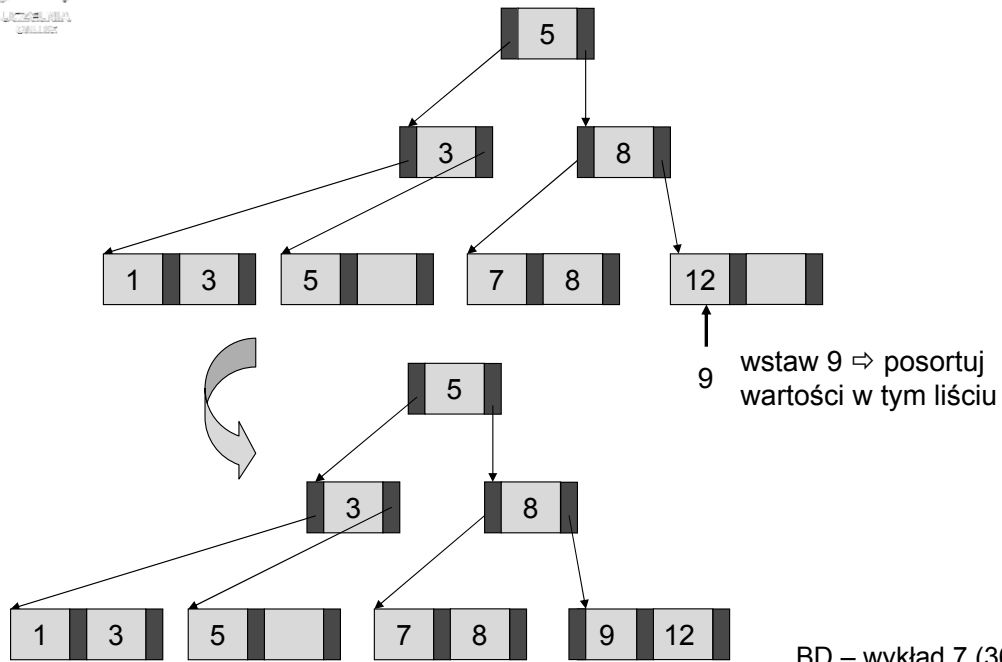 5
3 8
1 3 5 7 8 12
9 wstaw 9 ⇨ posortuj
wartości w tym liściu
5
3 8
1 3 5 7 8 9 12
BD – wykład 7